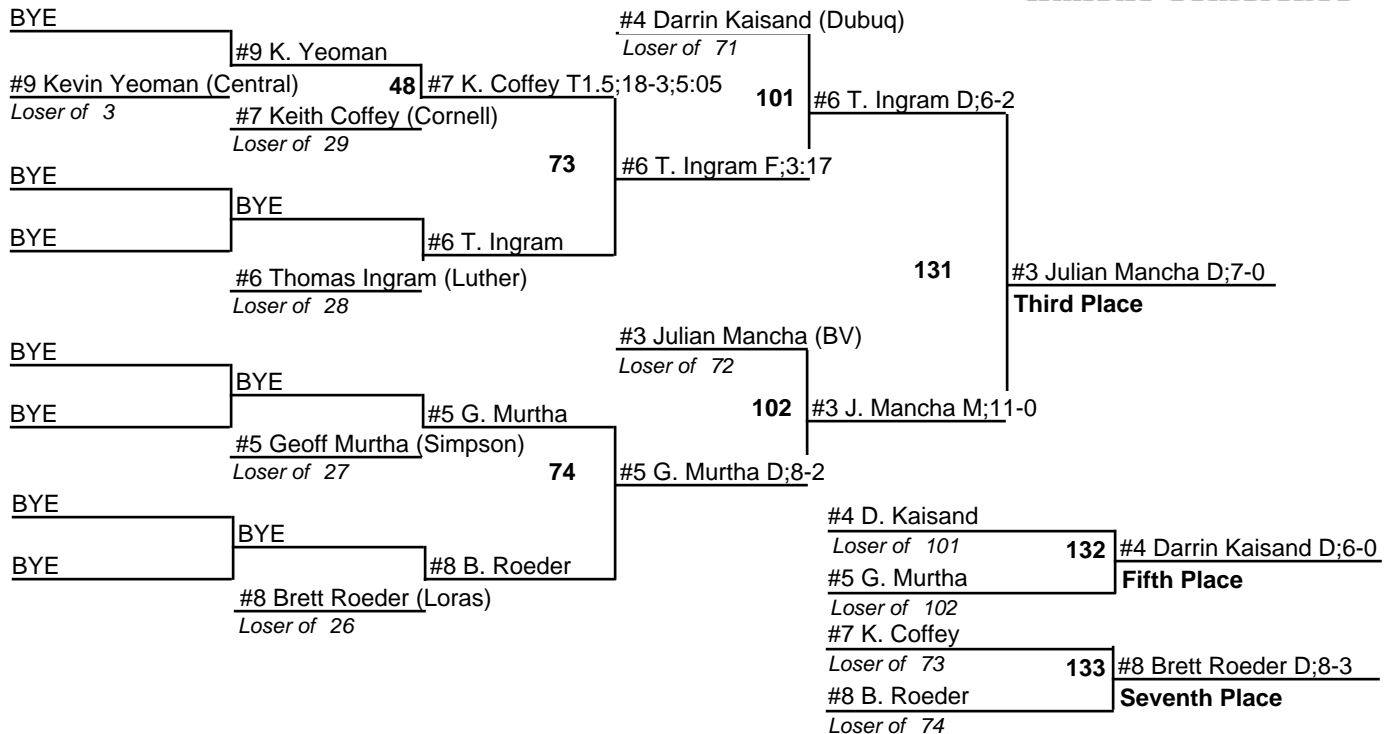 BYE
#9 K. Yeoman
#9 Kevin Yeoman (Central)
Loser of 3
48
#7 K. Coffey T1.5;18-3;5:05
#7 Keith Coffey (Cornell)
Loser of 29
73
BYE
BYE
BYE
#6 T. Ingram
#6 Thomas Ingram (Luther)
Loser of 28
#4 Darrin Kaisand (Dubuq)
Loser of 71
101
#6 T. Ingram D;6-2
#6 T. Ingram F;3:17
131
#3 Julian Mancha D;7-0
Third Place
BYE
BYE
BYE
#5 G. Murtha
#5 Geoff Murtha (Simpson)
Loser of 27
74
#3 Julian Mancha (BV)
Loser of 72
102
#3 J. Mancha M;11-0
#5 G. Murtha D;8-2
BYE
BYE
BYE
#8 B. Roeder
#8 Brett Roeder (Loras)
Loser of 26
#4 D. Kaisand
Loser of 101
132
#4 Darrin Kaisand D;6-0
#5 G. Murtha
Fifth Place
Loser of 102
#7 K. Coffey
Loser of 73
133
#8 Brett Roeder D;8-3
#8 B. Roeder
Seventh Place
Loser of 74